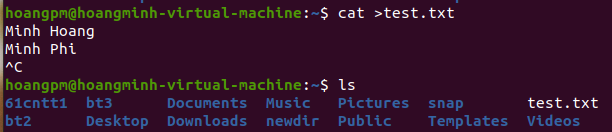 hoangpm@hoangminh-virtual-machine:~$ cat >test.txt
Minh Hoang
Minh Phi
^C
hoangpm@hoangminh-virtual-machine:~$ ls
61cntt1 bt3 Documents Music Pictures snap test.txt
bt2 Desktop Downloads newdir Public Templates Videos